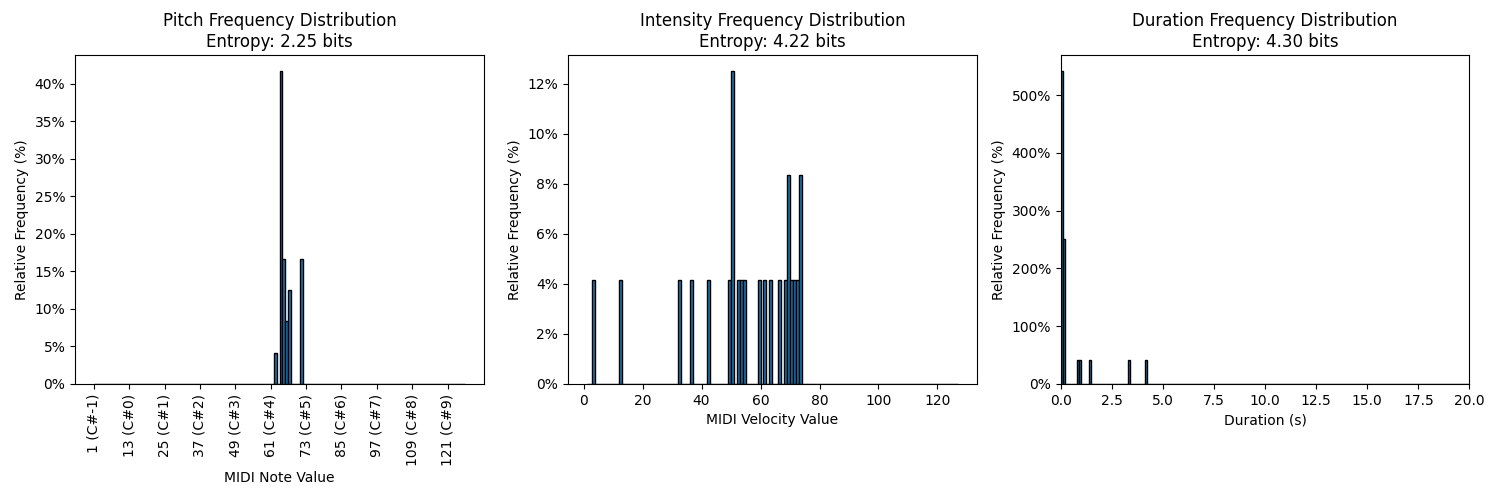 Pitch Frequency Distribution
Entropy: 2.25 bits
Relative Frequency (%)
40%
35%
30%
25%
20%
15%
10%
5%
0%
1 (C#-1)
13 (C#0)
25 (C#1)
37 (C#2)
49 (C#3)
61 (C#4)
73 (C#5)
85 (C#6)
97 (C#7)
109 (C#8)
121 (C#9)
MIDI Note Value
Intensity Frequency Distribution
Entropy: 4.22 bits
Relative Frequency (%)
12%
10%
8%
6%
4%
2%
0%
0 20 40 60 80 100 120
MIDI Velocity Value
Duration Frequency Distribution
Entropy: 4.30 bits
Relative Frequency (%)
500%
400%
300%
200%
100%
0%
0.0 2.5 5.0 7.5 10.0 12.5 15.0 17.5 20.0
Duration (s)